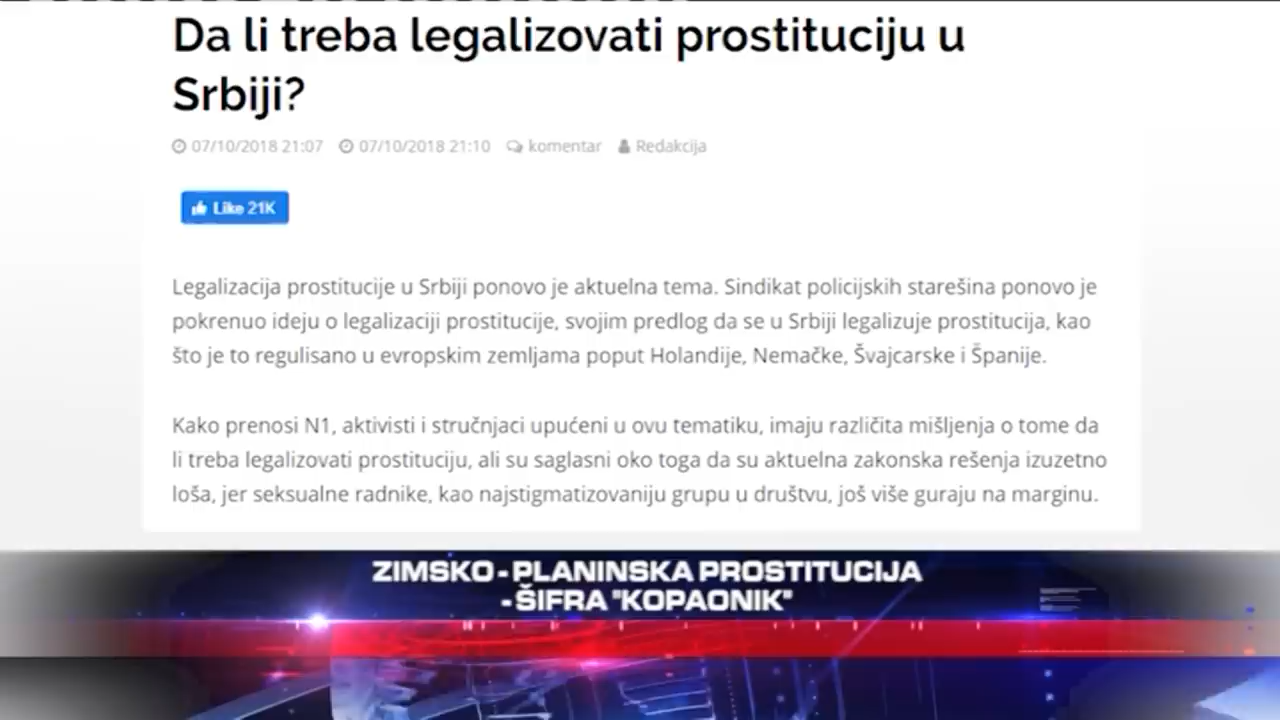 Da li treba legalizovati prostituciju u
Srbiji?
07/10/2018 21:07 07/10/2018 21:10 komentar Redakcija
Like 21K
Legalizacija prostitucije u Srbiji ponovo je aktuelna tema. Sindikat policijskih starešina ponovo je
pokrenuo ideju o legalizaciji prostitucije, svojim predlog da se u Srbiji legalizuje prostitucija, kao
što je to regulisano u evropskim zemljama poput Holandije, Nemačke, Švajcarske i Španije.
Kako prenosi N1, aktivisti i stručnjaci upućeni u ovu tematiku, imaju različita mišljenja o tome da
li treba legalizovati prostituciju, ali su saglasni oko toga da su aktuelna zakonska rešenja izuzetno
loša, jer seksualne radnike, kao najstigmatizovaniju grupu u društvu, još više guraju na marginu.
ZIMSKO - PLANINSKA PROSTITUCIJA
- ŠIFRA "KOPAONIK"